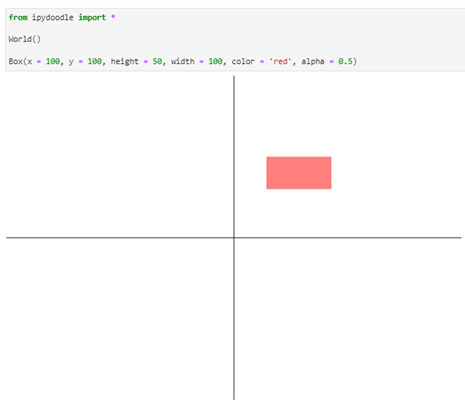 from ipydoodle import *
World()
Box(x = 100, y = 100, height = 50, width = 100, color = 'red', alpha = 0.5)